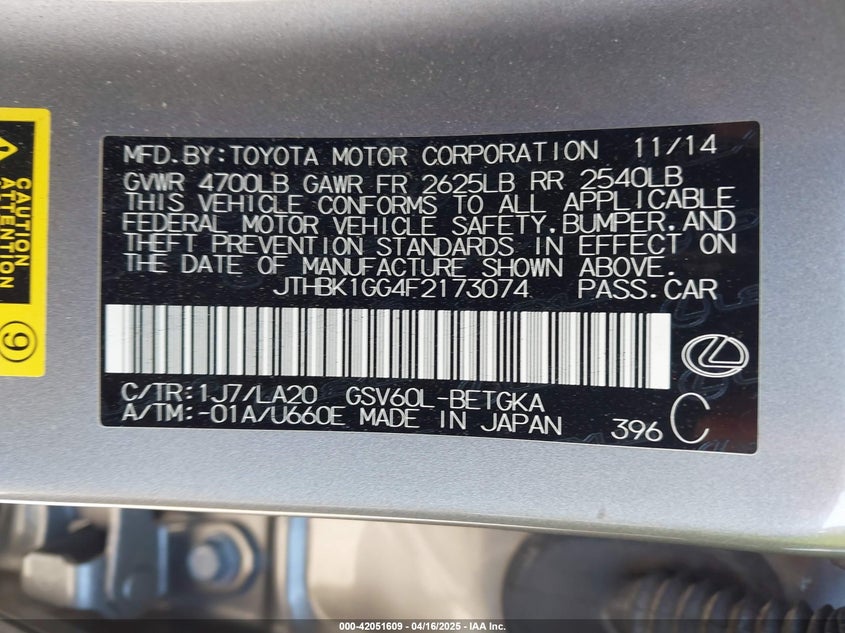 MFD.BY:TOYOTA MOTOR CORPORATION 11/14
GVWR 4700LB GAWR FR 2625LB RR 2540LB
THIS VEHICLE CONFORMS TO ALL APPLICABLE
FEDERAL MOTOR VEHICLE SAFETY,BUMPER,AND
THEFT PREVENTION STANDARDS IN EFFECT ON
THE DATE OF MANUFACTURE SHOWN ABOVE.
JTHBK1GG4F2173074 PASS.CAR
C/TR:1J7/LA20 GSV60L-BETGKA
A/TM:-01A/U660E MADE IN JAPAN 396 C
CAUTION
ATTENTION
9
000-42051609 - 04/16/2025 - IAA Inc.